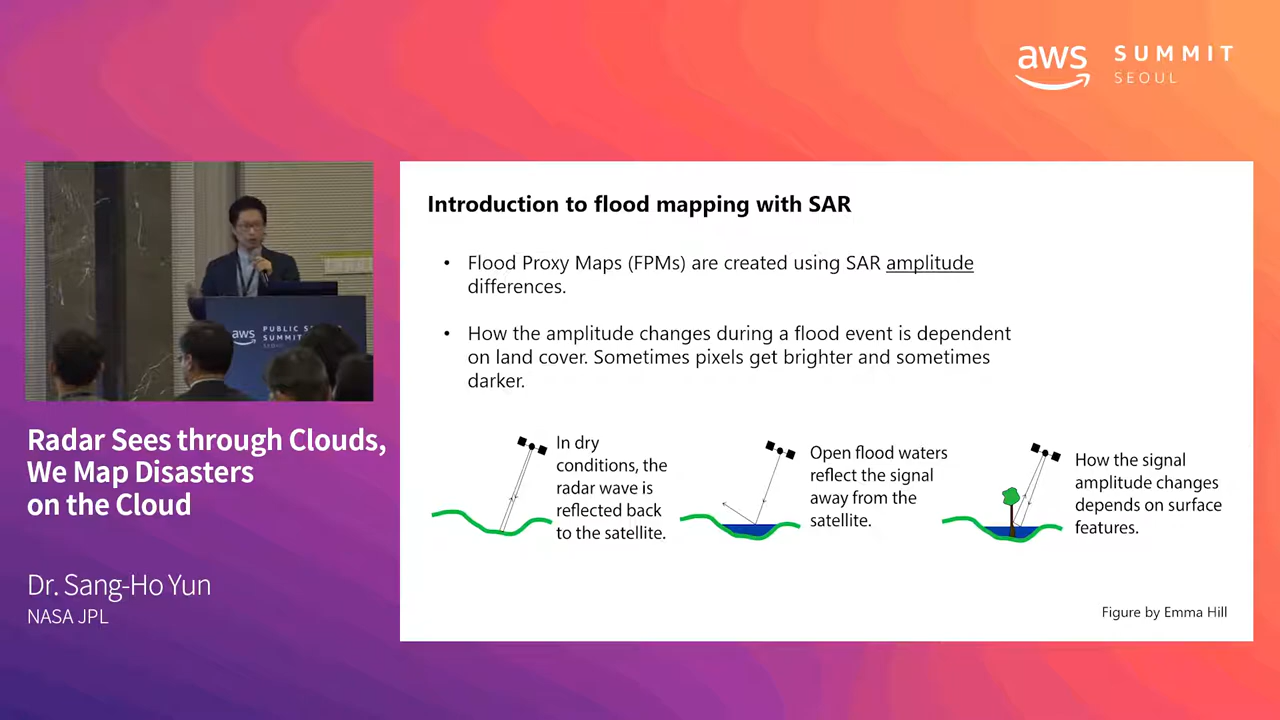 aws SUMMIT
SEOUL
aws PUBLIC
SUMMIT
Radar Sees through Clouds,
We Map Disasters
on the Cloud
Dr. Sang-Ho Yun
NASA JPL
Introduction to flood mapping with SAR
• Flood Proxy Maps (FPMs) are created using SAR amplitude
differences.
• How the amplitude changes during a flood event is dependent
on land cover. Sometimes pixels get brighter and sometimes
darker.
In dry
conditions, the
radar wave is
reflected back
to the satellite.
Open flood waters
reflect the signal
away from the
satellite.
How the signal
amplitude changes
depends on surface
features.
Figure by Emma Hill